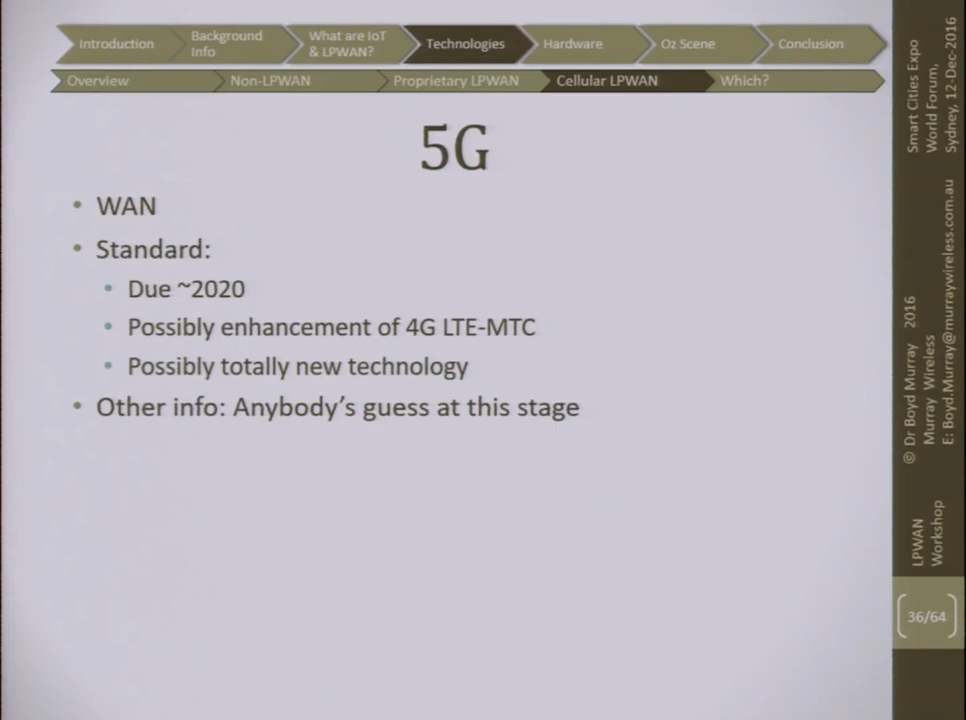 Introduction
Background
Info
What are IoT
& LPWAN?
Technologies
Hardware
Oz Scene
Conclusion
Overview
Non-LPWAN
Proprietary LPWAN
Cellular LPWAN
Which?
5G
• WAN
• Standard:
• Due ~2020
• Possibly enhancement of 4G LTE-MTC
• Possibly totally new technology
• Other info: Anybody's guess at this stage
Smart Cities Expo
World Forum,
Sydney, 12-Dec-2016
© Dr Boyd Murray 2016
Murray Wireless
E: Boyd.Murray@murraywireless.com.au
LPWAN
Workshop
36/64